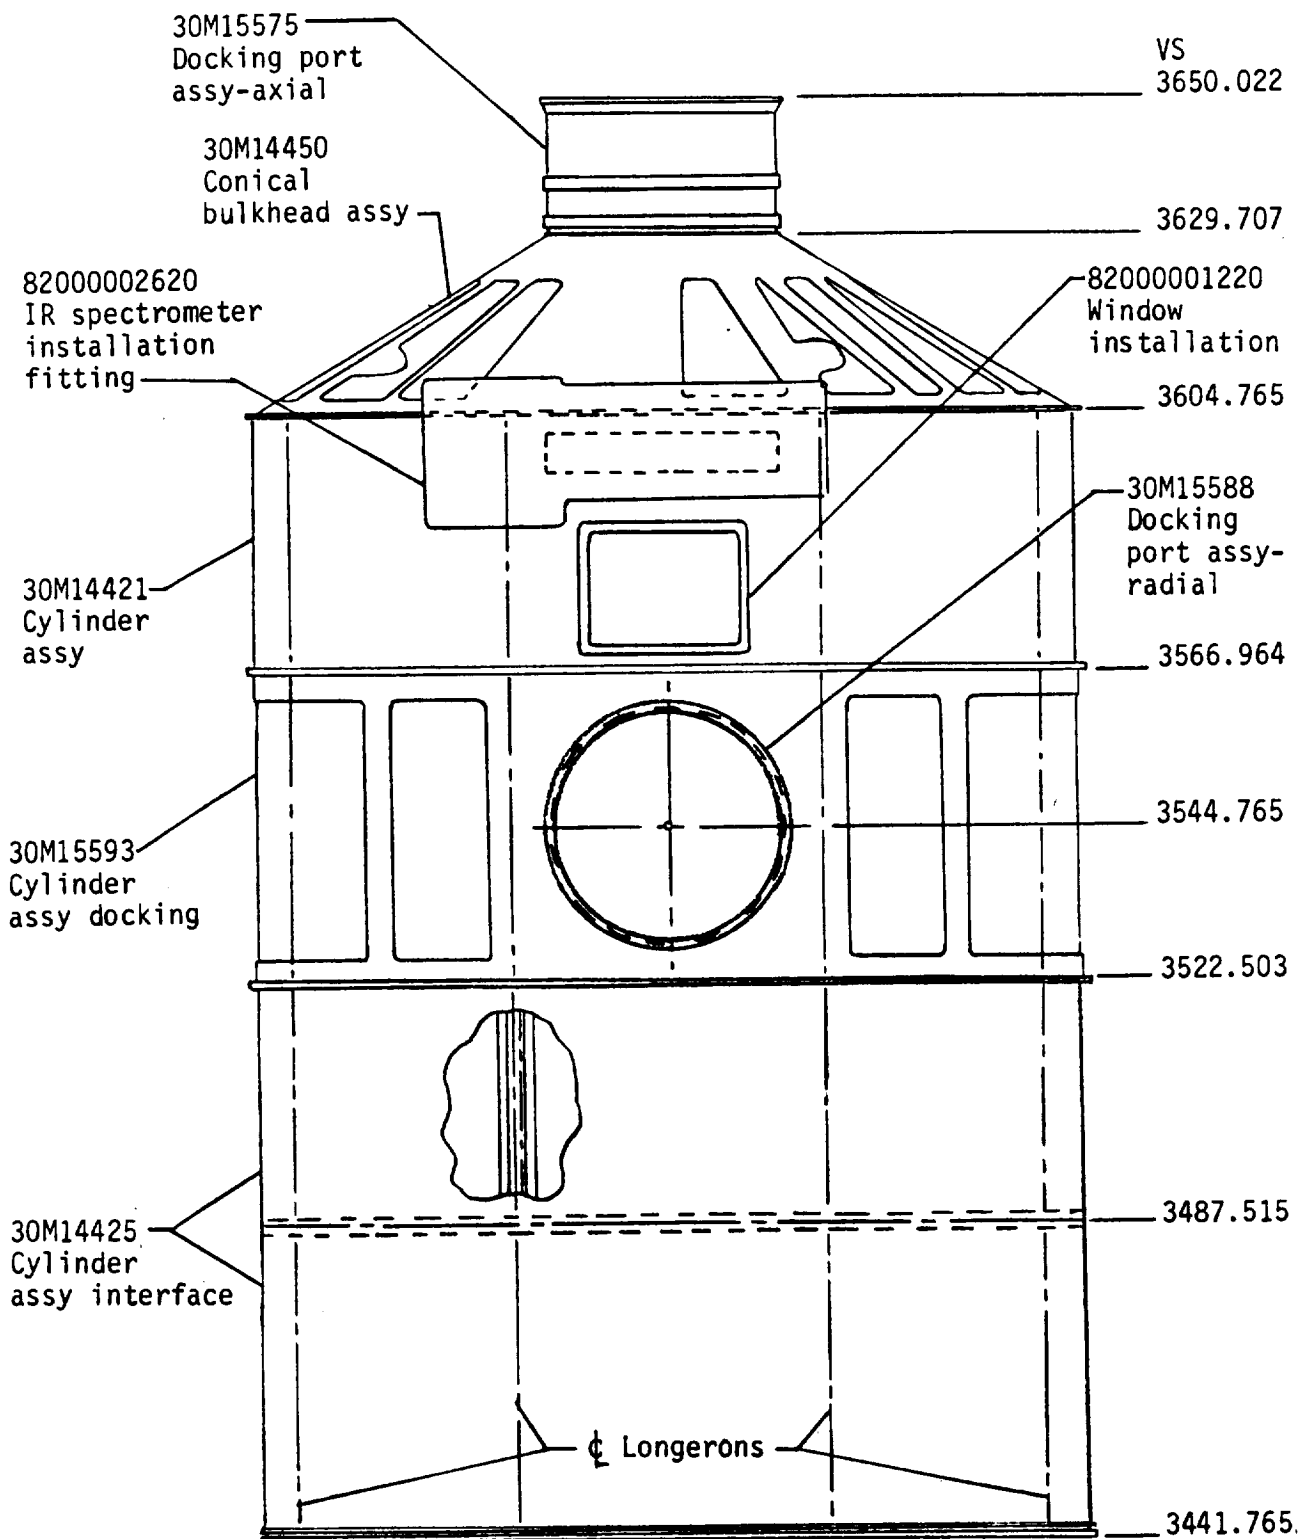 30M15575
Docking port
assy-axial
VS
3650.022
30M14450
Conical
bulkhead assy
3629.707
82000002620
IR spectrometer
installation
fitting
82000001220
Window
installation
3604.765
30M15588
Docking
port assy-
radial
30M14421
Cylinder
assy
3566.964
3544.765
30M15593
Cylinder
assy docking
3522.503
3487.515
30M14425
Cylinder
assy interface
℄ Longerons
3441.765